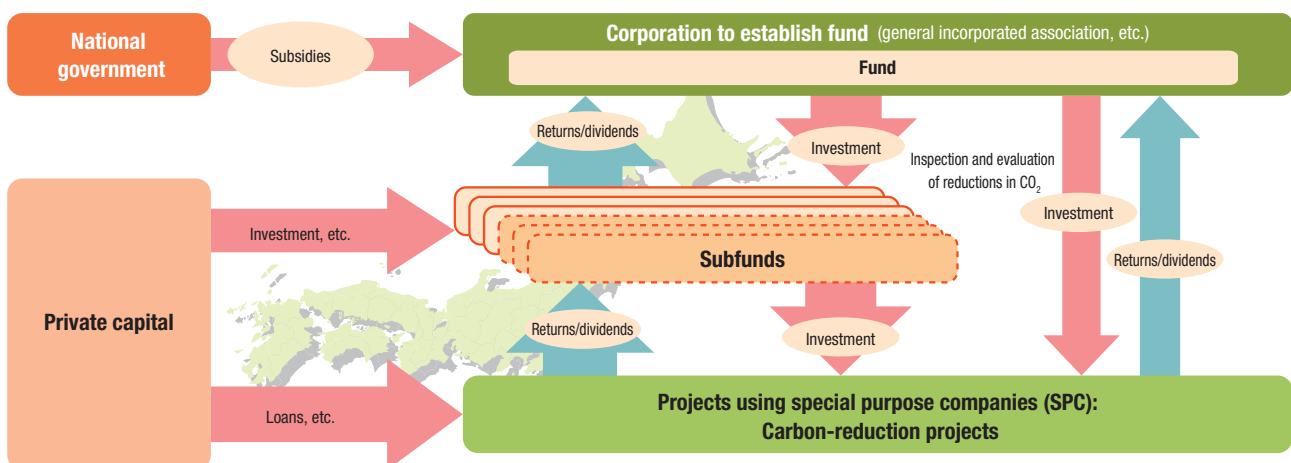 National
government
Subsidies
Corporation to establish fund (general incorporated association, etc.)
Fund
Returns/dividends
Investment
Inspection and evaluation
of reductions in CO₂
Investment
Returns/dividends
Private capital
Investment, etc.
Subfunds
Returns/dividends
Investment
Loans, etc.
Projects using special purpose companies (SPC):
Carbon-reduction projects